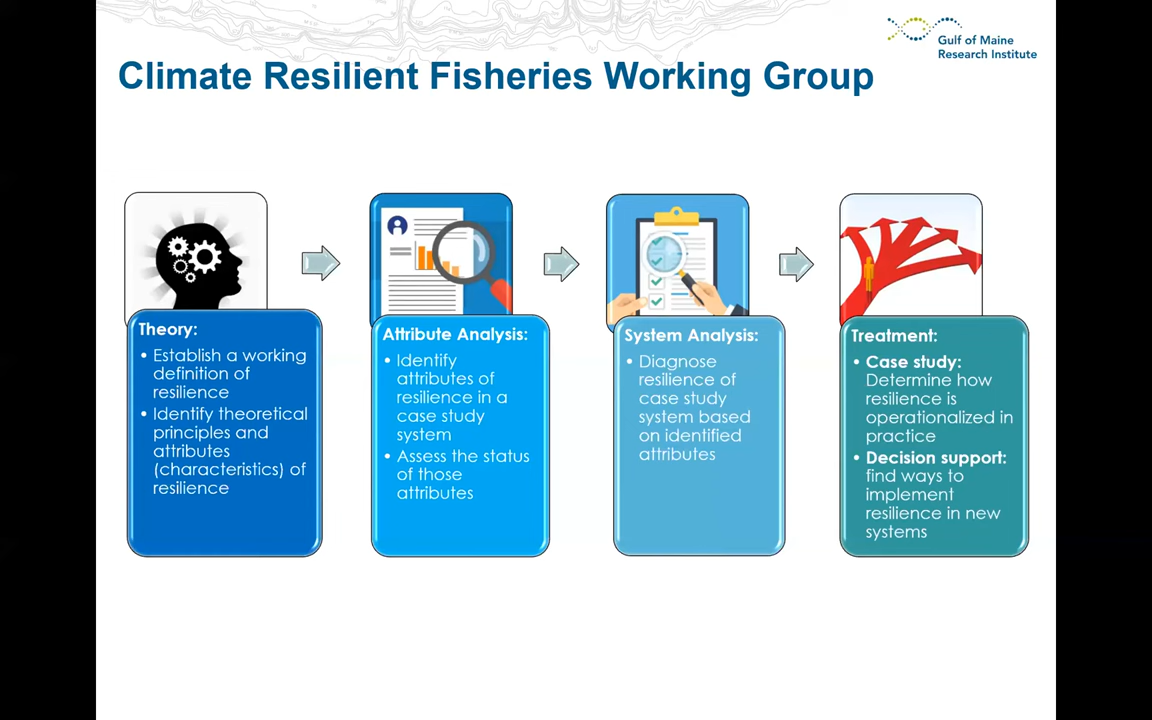 Gulf of Maine
Research Institute
Climate Resilient Fisheries Working Group
Theory:
• Establish a working
definition of
resilience
• Identify theoretical
principles and
attributes
(characteristics) of
resilience
Attribute Analysis:
• Identify
attributes of
resilience in a
case study
system
• Assess the status
of those
attributes
System Analysis:
• Diagnose
resilience of
case study
system based
on identified
attributes
Treatment:
• Case study:
Determine how
resilience is
operationalized in
practice
• Decision support:
find ways to
implement
resilience in new
systems